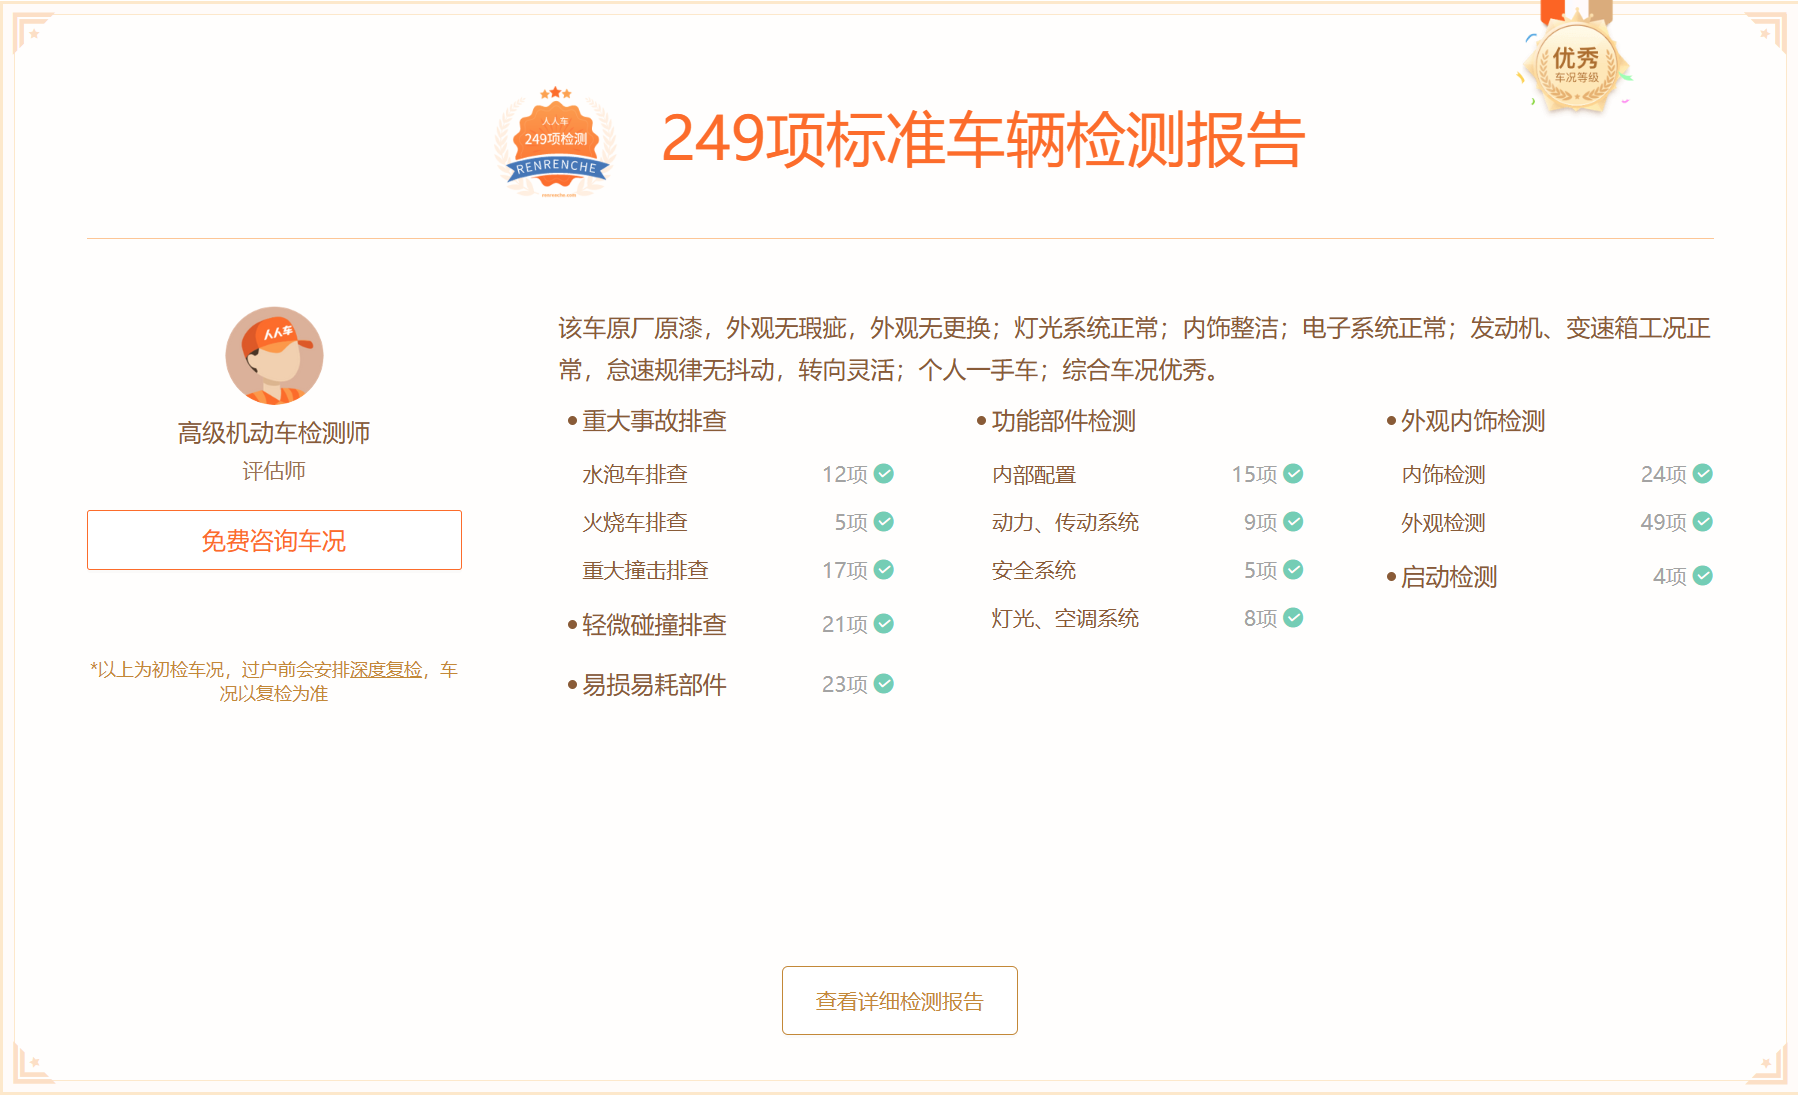 优秀
车况等级
人人车
249项检测
RENRENCHE
249项标准车辆检测报告
人人车
高级机动车检测师
评估师
免费咨询车况
*以上为初检车况，过户前会安排深度复检，车
况以复检为准
该车原厂原漆，外观无瑕疵，外观无更换；灯光系统正常；内饰整洁；电子系统正常；发动机、变速箱工况正
常，怠速规律无抖动，转向灵活；个人一手车；综合车况优秀。
重大事故排查
水泡车排查 12项
火烧车排查 5项
重大撞击排查 17项
轻微碰撞排查 21项
易损易耗部件 23项
功能部件检测
内部配置 15项
动力、传动系统 9项
安全系统 5项
灯光、空调系统 8项
外观内饰检测
内饰检测 24项
外观检测 49项
启动检测 4项
查看详细检测报告